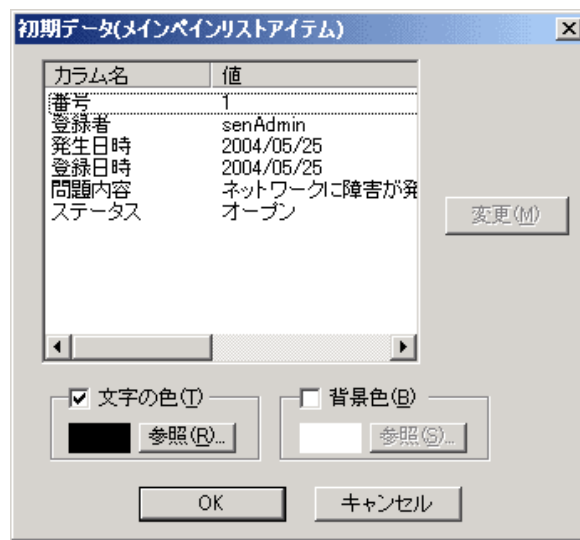 初期データ(メインペインリストアイテム)
カラム名 値
番号 1
登録者 senAdmin
発生日時 2004/05/25
登録日時 2004/05/25
問題内容 ネットワークに障害が発
ステータス オープン
変更(M)
文字の色(T) 背景色(B)
参照(R)... 参照(S)...
OK キャンセル